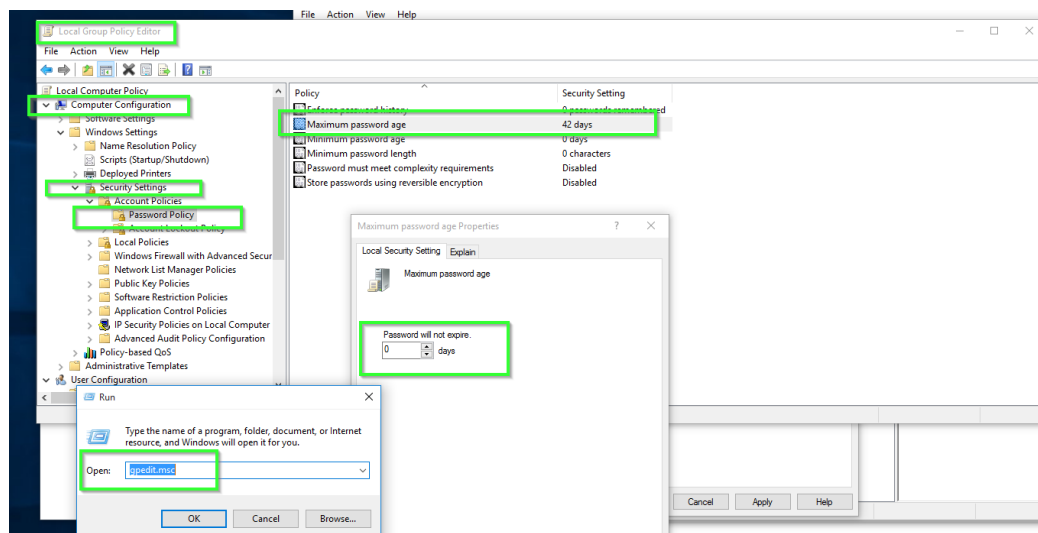 File Action View Help
Local Group Policy Editor
File Action View Help
Local Computer Policy
Computer Configuration
Software Settings
Windows Settings
Name Resolution Policy
Scripts (Startup/Shutdown)
Deployed Printers
Security Settings
Account Policies
Password Policy
Account Lockout Policy
Local Policies
Windows Firewall with Advanced Secur
Network List Manager Policies
Public Key Policies
Software Restriction Policies
Application Control Policies
IP Security Policies on Local Computer
Advanced Audit Policy Configuration
Policy-based QoS
Administrative Templates
User Configuration
Policy Security Setting
Enforce password history 0 passwords remembered
Maximum password age 42 days
Minimum password age 0 days
Minimum password length 0 characters
Password must meet complexity requirements Disabled
Store passwords using reversible encryption Disabled
Maximum password age Properties
Local Security Setting Explain
Maximum password age
Password will not expire.
0 days
Run
Type the name of a program, folder, document, or Internet
resource, and Windows will open it for you.
Open: gpedit.msc
OK Cancel Browse...
Cancel Apply Help